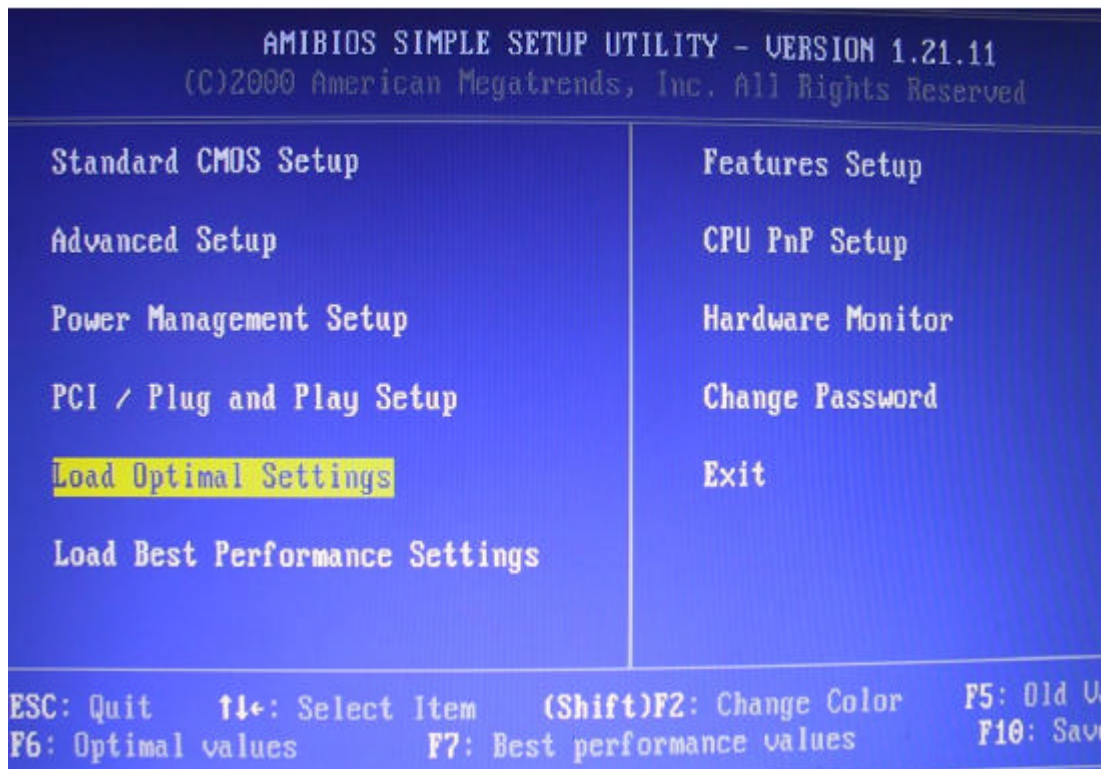 AMIBIOS SIMPLE SETUP UTILITY - VERSION 1.21.11
(C)2000 American Megatrends, Inc. All Rights Reserved
Standard CMOS Setup
Advanced Setup
Power Management Setup
PCI / Plug and Play Setup
Load Optimal Settings
Load Best Performance Settings
Features Setup
CPU PnP Setup
Hardware Monitor
Change Password
Exit
ESC: Quit ↑↓←: Select Item (Shift)F2: Change Color F5: Old
F6: Optimal values F7: Best performance values F10: Save